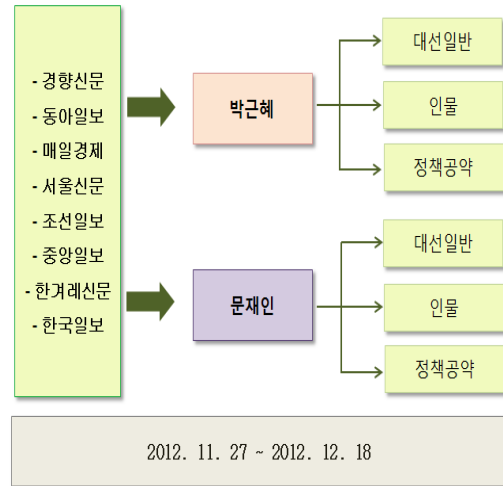 - 경향신문
- 동아일보
- 매일경제
- 서울신문
- 조선일보
- 중앙일보
- 한겨레신문
- 한국일보
박근혜
대선일반
인물
정책공약
문재인
대선일반
인물
정책공약
2012. 11. 27 ~ 2012. 12. 18